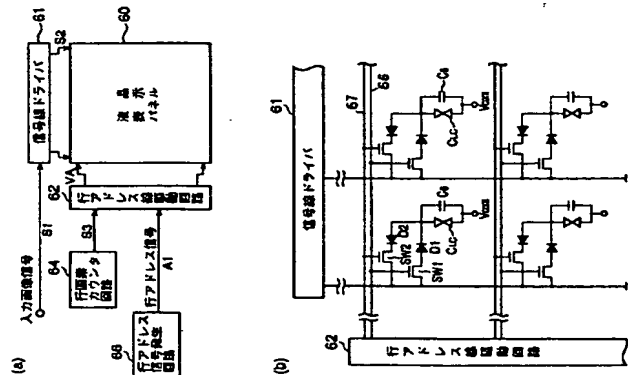 (a)
入力画像信号
S1
61
信号線ドライバ
S2
60
液晶表示パネル
62
VA
行アドレス線駆動回路
S3
64
行画素カウンタ回路
行アドレス信号
A1
行アドレス信号発生回路
(b)
61
信号線ドライバ
67
66
SW2
D2
SW1
D1
Cs
CLC
Vcom
Cs
CLC
Vcom
62
行アドレス線駆動回路